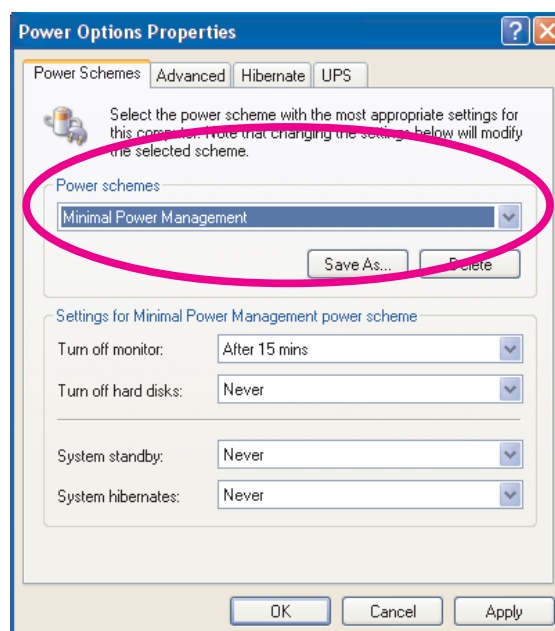 Power Options Properties
Power Schemes Advanced Hibernate UPS
Select the power scheme with the most appropriate settings for
this computer. Note that changing the settings below will modify
the selected scheme.
Power schemes
Minimal Power Management
Save As... Delete
Settings for Minimal Power Management power scheme
Turn off monitor: After 15 mins
Turn off hard disks: Never
System standby: Never
System hibernates: Never
OK Cancel Apply